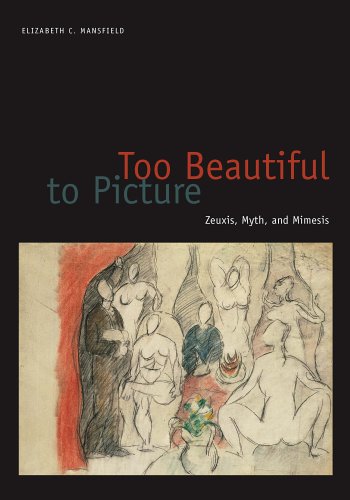 ELIZABETH C. MANSFIELD
Too Beautiful
to Picture
Zeuxis, Myth, and Mimesis